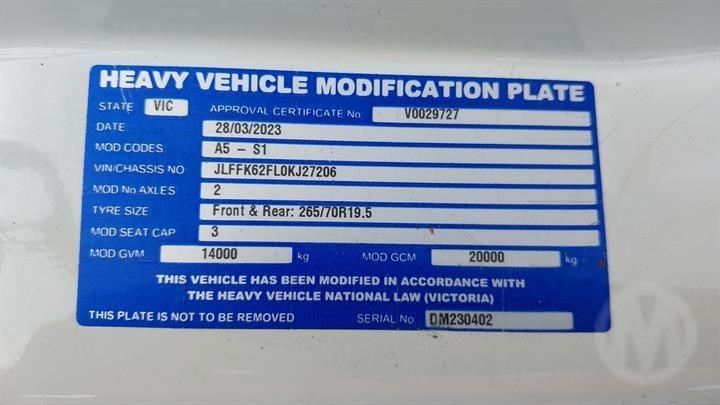 HEAVY VEHICLE MODIFICATION PLATE
STATE VIC APPROVAL CERTIFICATE No V0029727
DATE 28/03/2023
MOD CODES A5 - S1
VIN/CHASSIS NO JLFFK62FL0KJ27206
MOD No AXLES 2
TYRE SIZE Front & Rear: 265/70R19.5
MOD SEAT CAP 3
MOD GVM 14000 kg MOD GCM 20000 kg
THIS VEHICLE HAS BEEN MODIFIED IN ACCORDANCE WITH
THE HEAVY VEHICLE NATIONAL LAW (VICTORIA)
THIS PLATE IS NOT TO BE REMOVED SERIAL No DM230402
M